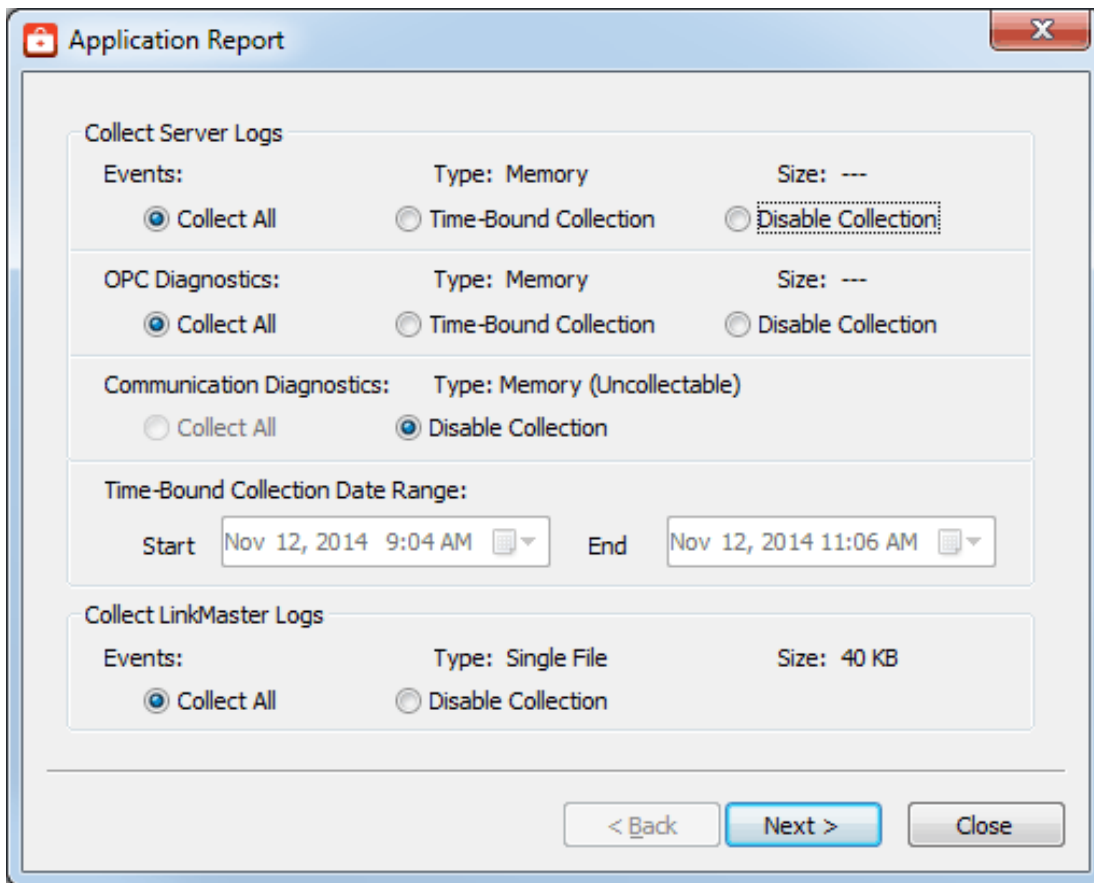 Application Report
Collect Server Logs
Events: Type: Memory Size: ---
Collect All Time-Bound Collection Disable Collection
OPC Diagnostics: Type: Memory Size: ---
Collect All Time-Bound Collection Disable Collection
Communication Diagnostics: Type: Memory (Uncollectable)
Collect All Disable Collection
Time-Bound Collection Date Range:
Start Nov 12, 2014 9:04 AM End Nov 12, 2014 11:06 AM
Collect LinkMaster Logs
Events: Type: Single File Size: 40 KB
Collect All Disable Collection
< Back Next > Close